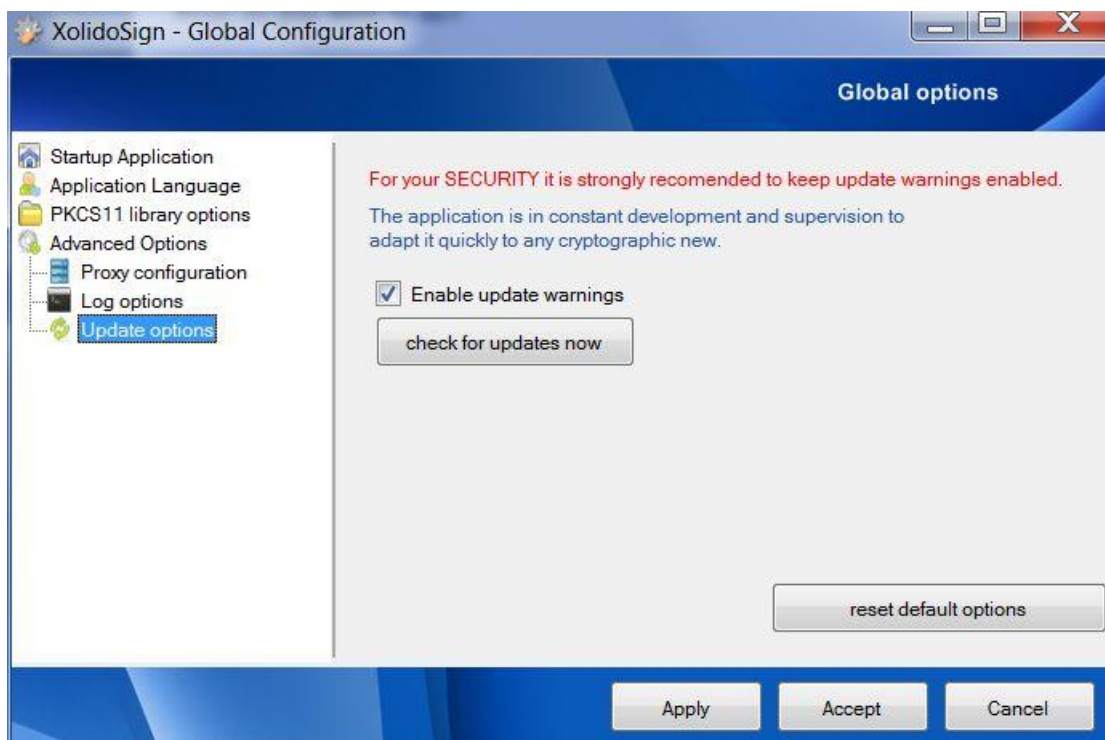 XolidoSign - Global Configuration
Global options
Startup Application
Application Language
PKCS11 library options
Advanced Options
Proxy configuration
Log options
Update options
For your SECURITY it is strongly recomended to keep update warnings enabled.
The application is in constant development and supervision to
adapt it quickly to any cryptographic new.
Enable update warnings
check for updates now
reset default options
Apply
Accept
Cancel